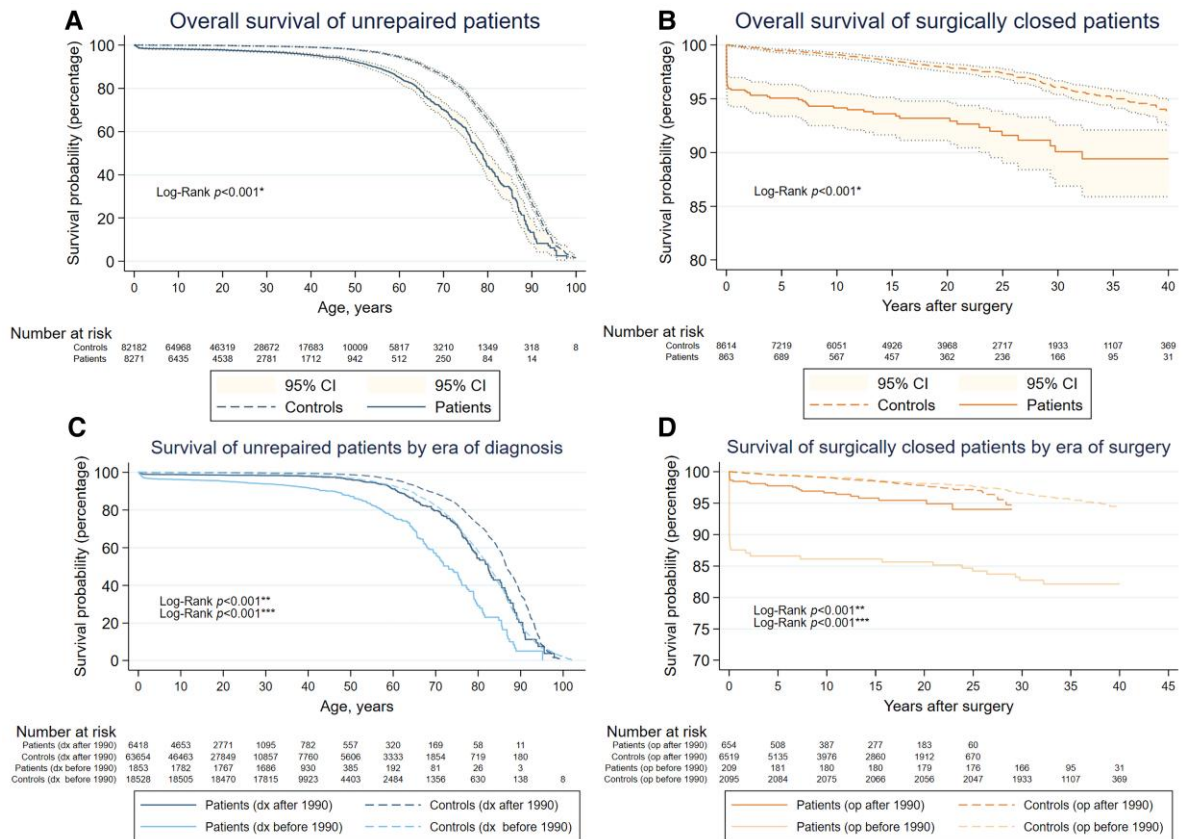 A Overall survival of unrepaired patients
Survival probability (percentage)
100
80
60
40
20
0
Log-Rank p<0.001*
0 10 20 30 40 50 60 70 80 90 100
Age, years
Number at risk
Controls 82182 64968 46319 28672 17683 10009 5817 3210 1349 318 8
Patients 8271 6435 4538 2781 1712 942 512 250 84 14
95% CI 95% CI
Controls Patients
B Overall survival of surgically closed patients
Survival probability (percentage)
100
95
90
85
80
Log-Rank p<0.001*
0 5 10 15 20 25 30 35 40
Years after surgery
Number at risk
Controls 8614 7219 6051 4926 3968 2717 1933 1107 369
Patients 863 689 567 457 362 236 166 95 31
95% CI 95% CI
Controls Patients
C Survival of unrepaired patients by era of diagnosis
Survival probability (percentage)
100
80
60
40
20
0
Log-Rank p<0.001**
Log-Rank p<0.001***
0 10 20 30 40 50 60 70 80 90 100
Age, years
Number at risk
Patients (dx after 1990) 6418 4653 2771 1095 782 557 320 169 58 11
Controls (dx after 1990) 63654 46463 27849 10857 7760 5606 3333 1854 719 180
Patients (dx before 1990) 1853 1782 1767 1686 930 385 192 81 26 3
Controls (dx before 1990) 18528 18505 18470 17815 9923 4403 2484 1356 630 138 8
Patients (dx after 1990) Controls (dx after 1990)
Patients (dx before 1990) Controls (dx before 1990)
D Survival of surgically closed patients by era of surgery
Survival probability (percentage)
100
95
90
85
80
75
70
Log-Rank p<0.001**
Log-Rank p<0.001***
0 5 10 15 20 25 30 35 40 45
Years after surgery
Number at risk
Patients (op after 1990) 654 508 387 277 183 60
Controls (op after 1990) 6519 5135 3976 2860 1912 670
Patients (op before 1990) 209 181 180 180 179 176 166 95 31
Controls (op before 1990) 2095 2084 2075 2066 2056 2047 1933 1107 369
Patients (op after 1990) Controls (op after 1990)
Patients (op before 1990) Controls (op before 1990)